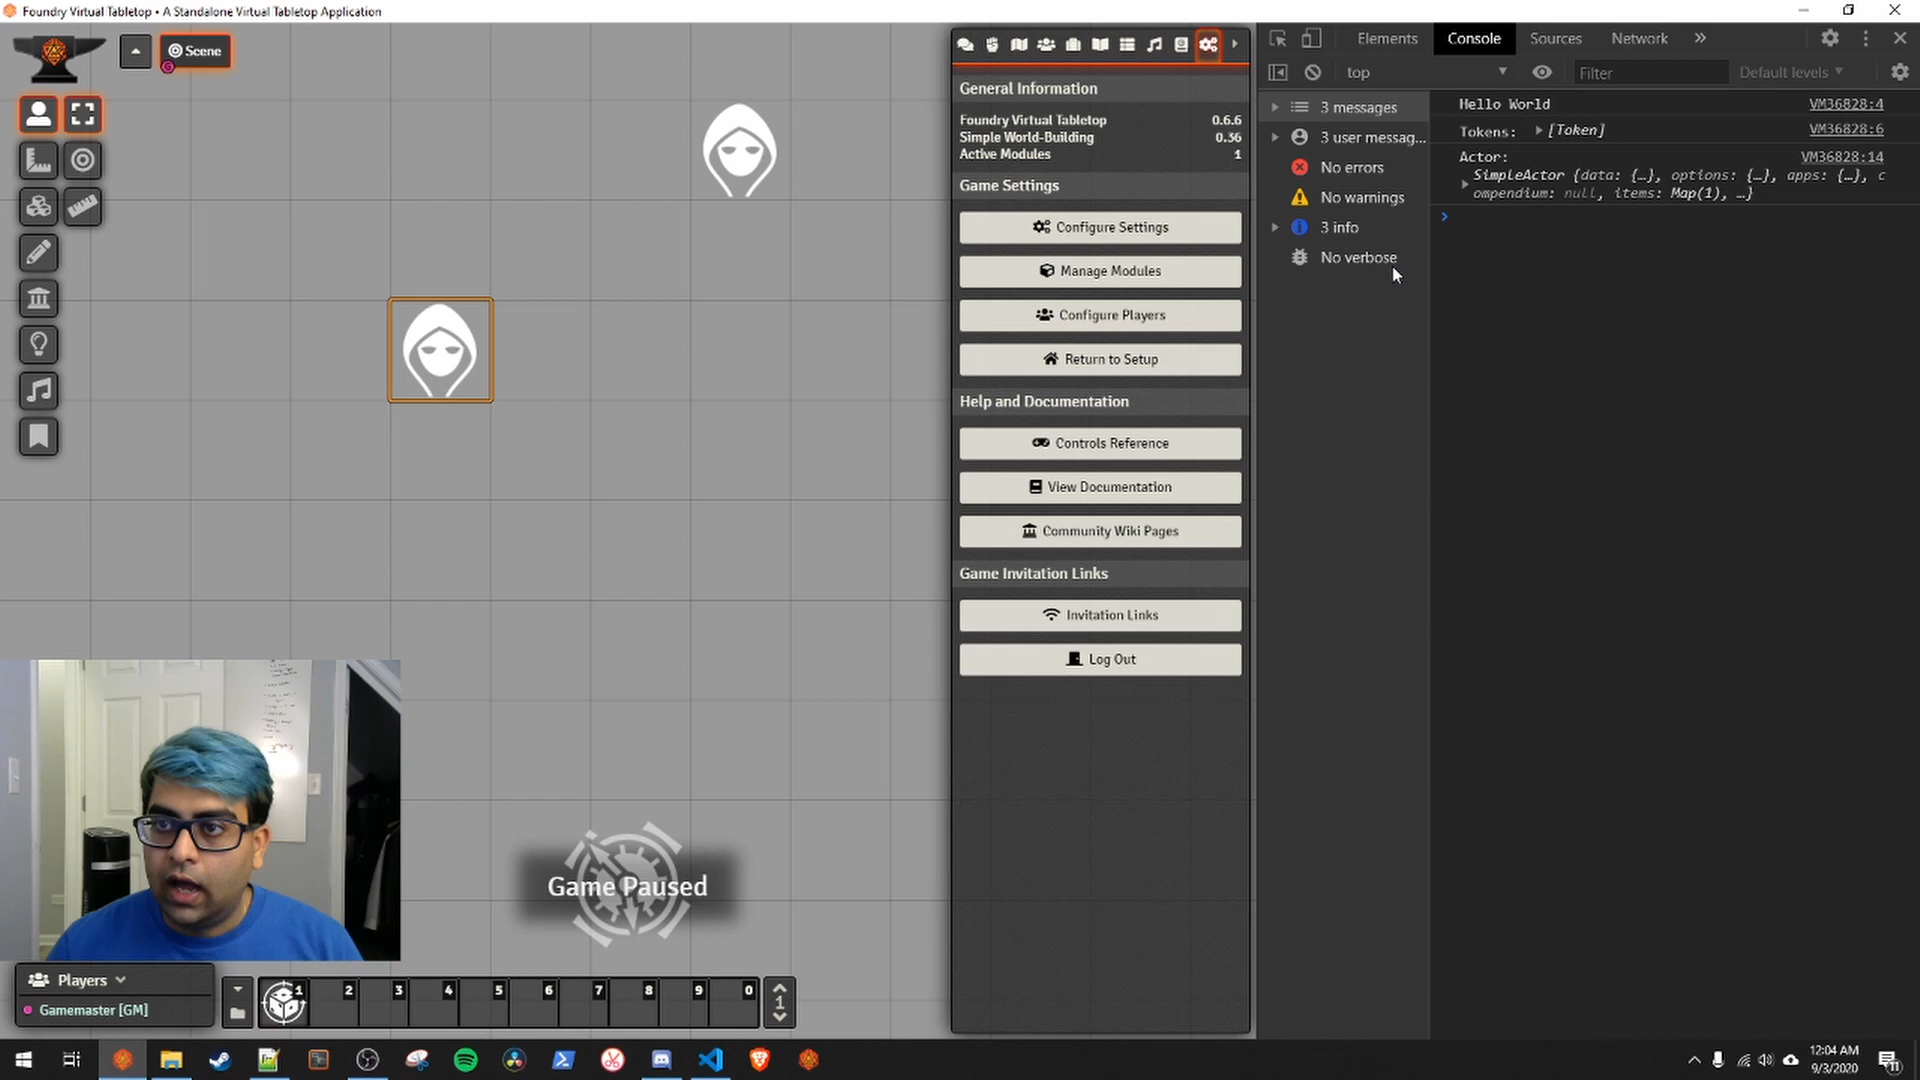 Foundry Virtual Tabletop • A Standalone Virtual Tabletop Application
Scene
General Information
Foundry Virtual Tabletop 0.6.6
Simple World-Building 0.36
Active Modules 1
Game Settings
Configure Settings
Manage Modules
Configure Players
Return to Setup
Help and Documentation
Controls Reference
View Documentation
Community Wiki Pages
Game Invitation Links
Invitation Links
Log Out
Elements Console Sources Network »
top Filter Default levels
3 messages
3 user messag...
No errors
No warnings
3 info
No verbose
Hello World VM36828:4
Tokens: [Token] VM36828:6
Actor: VM36828:14
SimpleActor {data: {…}, options: {…}, apps: {…}, c
ompendium: null, items: Map(1), …}
Game Paused
Players
Gamemaster [GM]
1 2 3 4 5 6 7 8 9 0
1
12:04 AM
9/3/2020
11